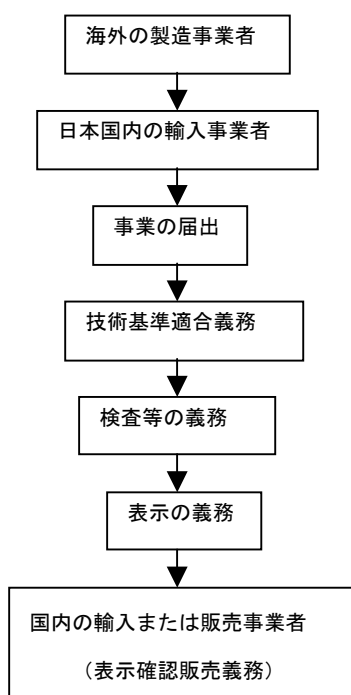 海外の製造事業者
日本国内の輸入事業者
事業の届出
技術基準適合義務
検査等の義務
表示の義務
国内の輸入または販売事業者
（表示確認販売義務）